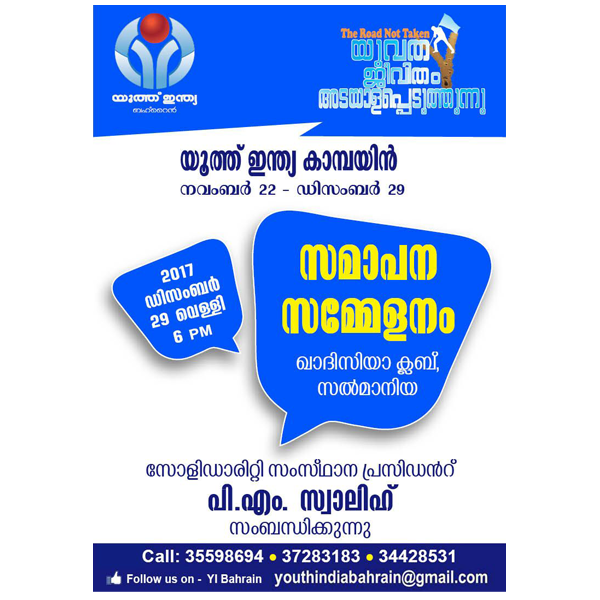 യൂത്ത് ഇന്ത്യ
ബഹ്റൈൻ
The Road Not Taken
യുവത
ജീവിതം
അടയാളപ്പെടുത്തുന്നു
യൂത്ത് ഇന്ത്യ കാമ്പയിൻ
നവംബർ 22 - ഡിസംബർ 29
2017
ഡിസംബർ
29 വെള്ളി
6 PM
സമാപന
സമ്മേളനം
ഖാദിസിയാ ക്ലബ്,
സൽമാനിയ
സോളിഡാരിറ്റി സംസ്ഥാന പ്രസിഡൻറ്
പി.എം. സ്വാലിഹ്
സംബന്ധിക്കുന്നു
Call: 35598694 • 37283183 • 34428531
Follow us on - YI Bahrain youthindiabahrain@gmail.com